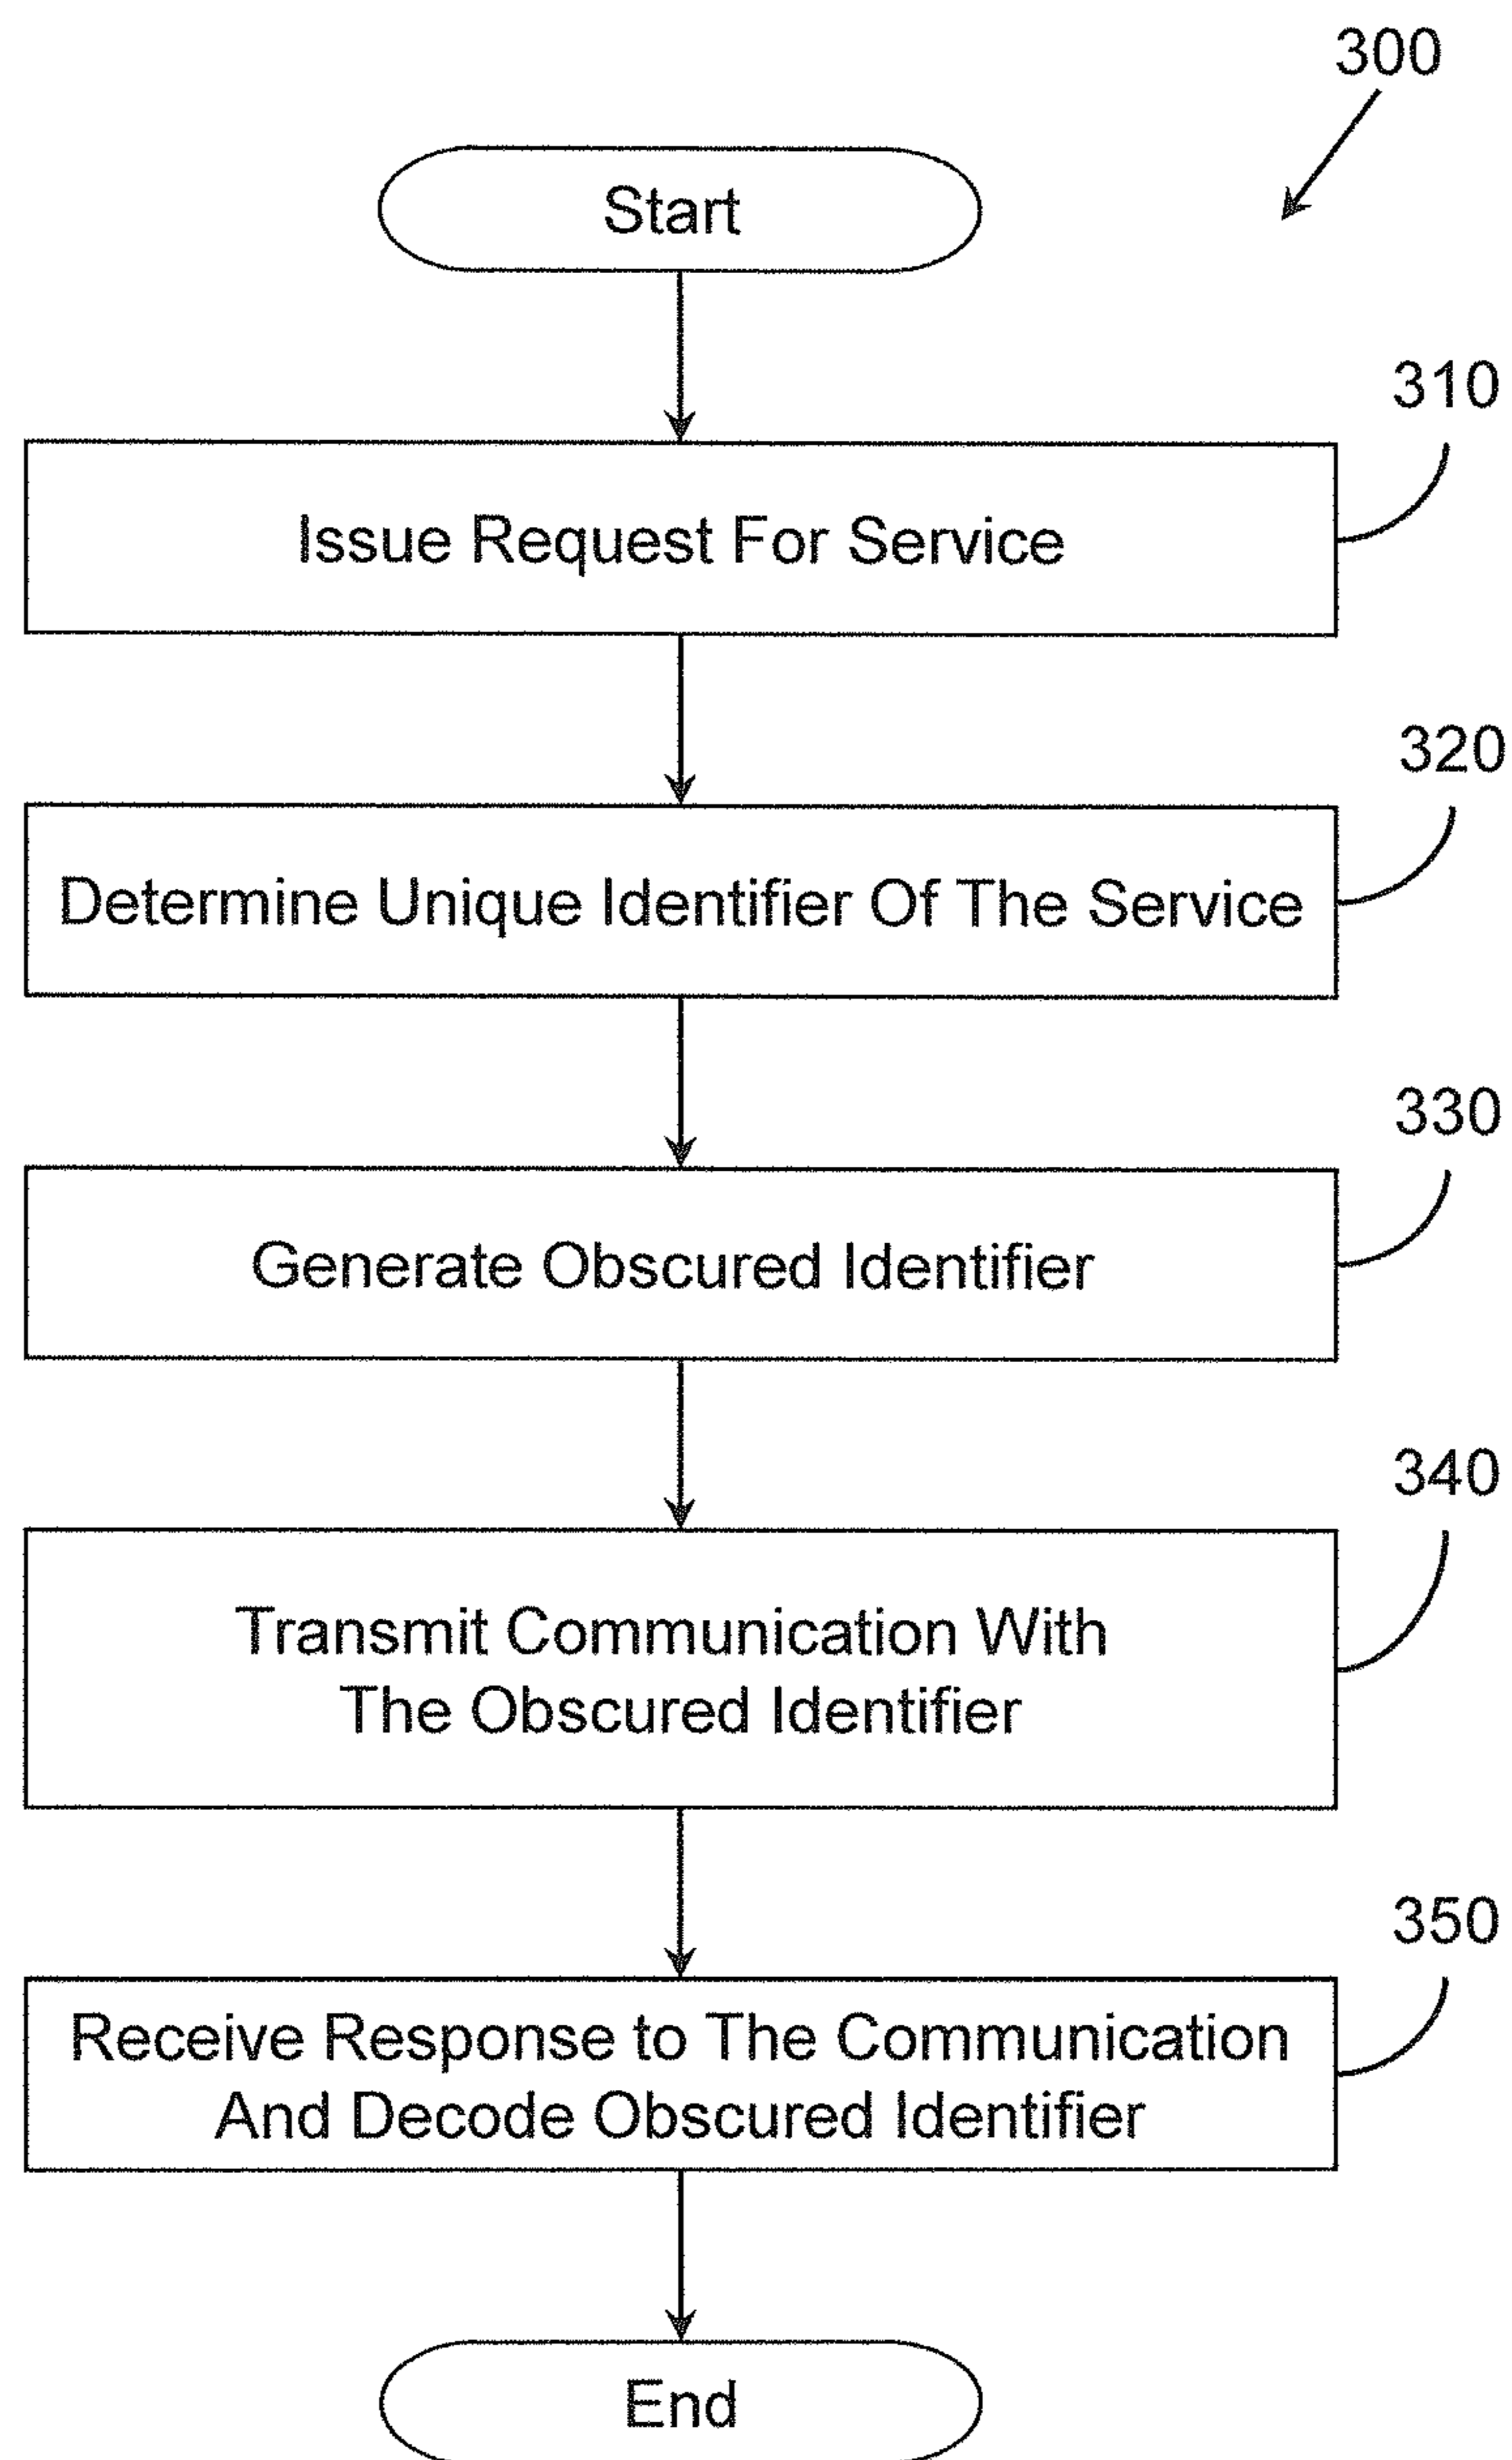 300
Start
310
Issue Request For Service
320
Determine Unique Identifier Of The Service
330
Generate Obscured Identifier
340
Transmit Communication With
The Obscured Identifier
350
Receive Response to The Communication
And Decode Obscured Identifier
End